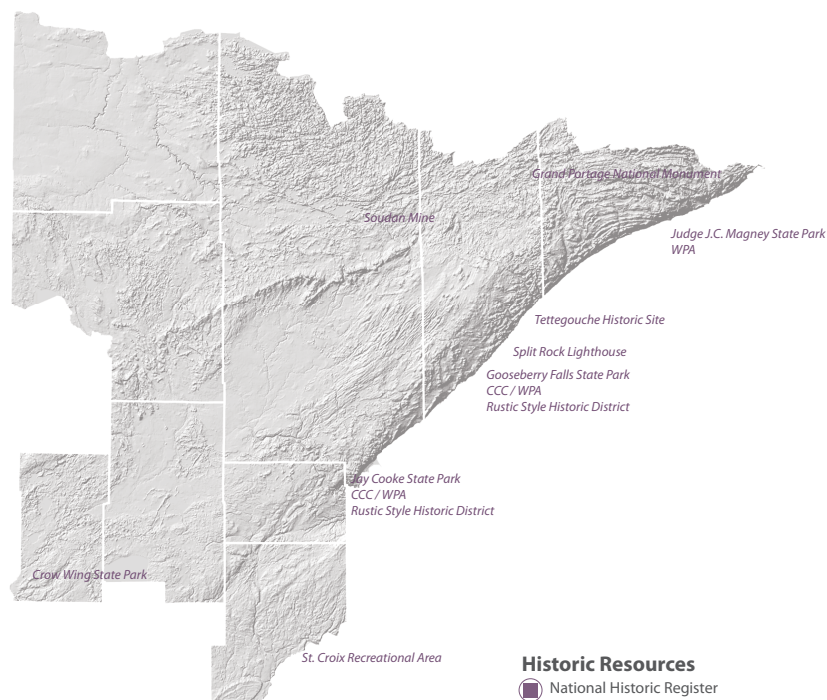 Grand Portage National Monument
Soudan Mine
Judge J.C. Magney State Park
WPA
Tettegouche Historic Site
Split Rock Lighthouse
Gooseberry Falls State Park
CCC / WPA
Rustic Style Historic District
Jay Cooke State Park
CCC / WPA
Rustic Style Historic District
Crow Wing State Park
St. Croix Recreational Area
Historic Resources
National Historic Register